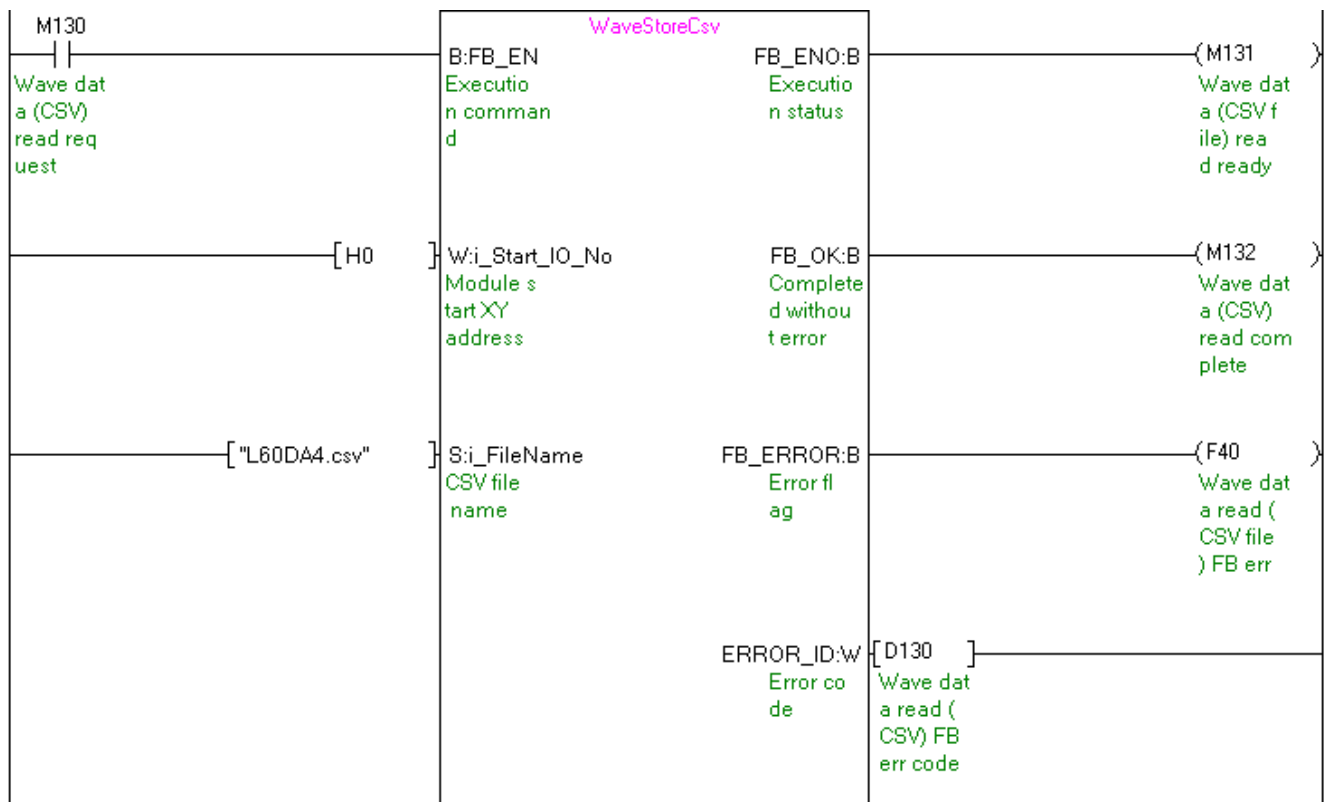 M130
WaveStoreCsv
B:FB_EN
FB_ENO:B
M131
Wave dat
a (CSV)
read req
uest
Executio
n comman
d
Executio
n status
Wave dat
a (CSV f
ile) rea
d ready
H0
W:i_Start_IO_No
FB_OK:B
M132
Module s
tart XY
address
Complete
d withou
t error
Wave dat
a (CSV)
read com
plete
"L60DA4.csv"
S:i_FileName
FB_ERROR:B
F40
CSV file
name
Error fl
ag
Wave dat
a read (
CSV file
) FB err
ERROR_ID:W
D130
Error co
de
Wave dat
a read (
CSV) FB
err code